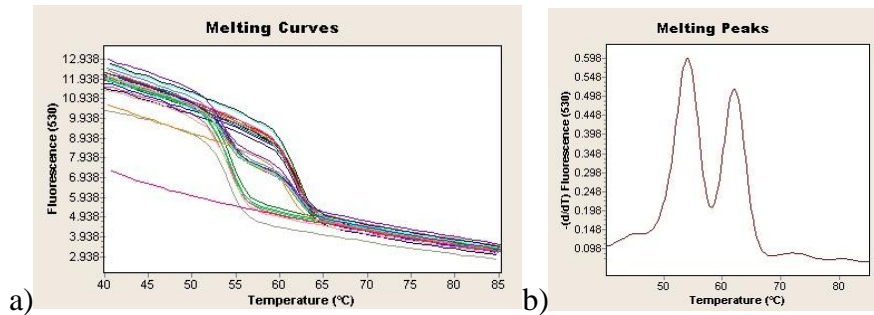 Melting Curves
Fluorescence (530)
12.938
11.938
10.938
9.938
8.938
7.938
6.938
5.938
4.938
3.938
2.938
40 45 50 55 60 65 70 75 80 85
Temperature (°C)
a)
Melting Peaks
-(d/dT) Fluorescence (530)
0.598
0.548
0.498
0.448
0.398
0.348
0.298
0.248
0.198
0.148
0.098
50 60 70 80
Temperature (°C)
b)